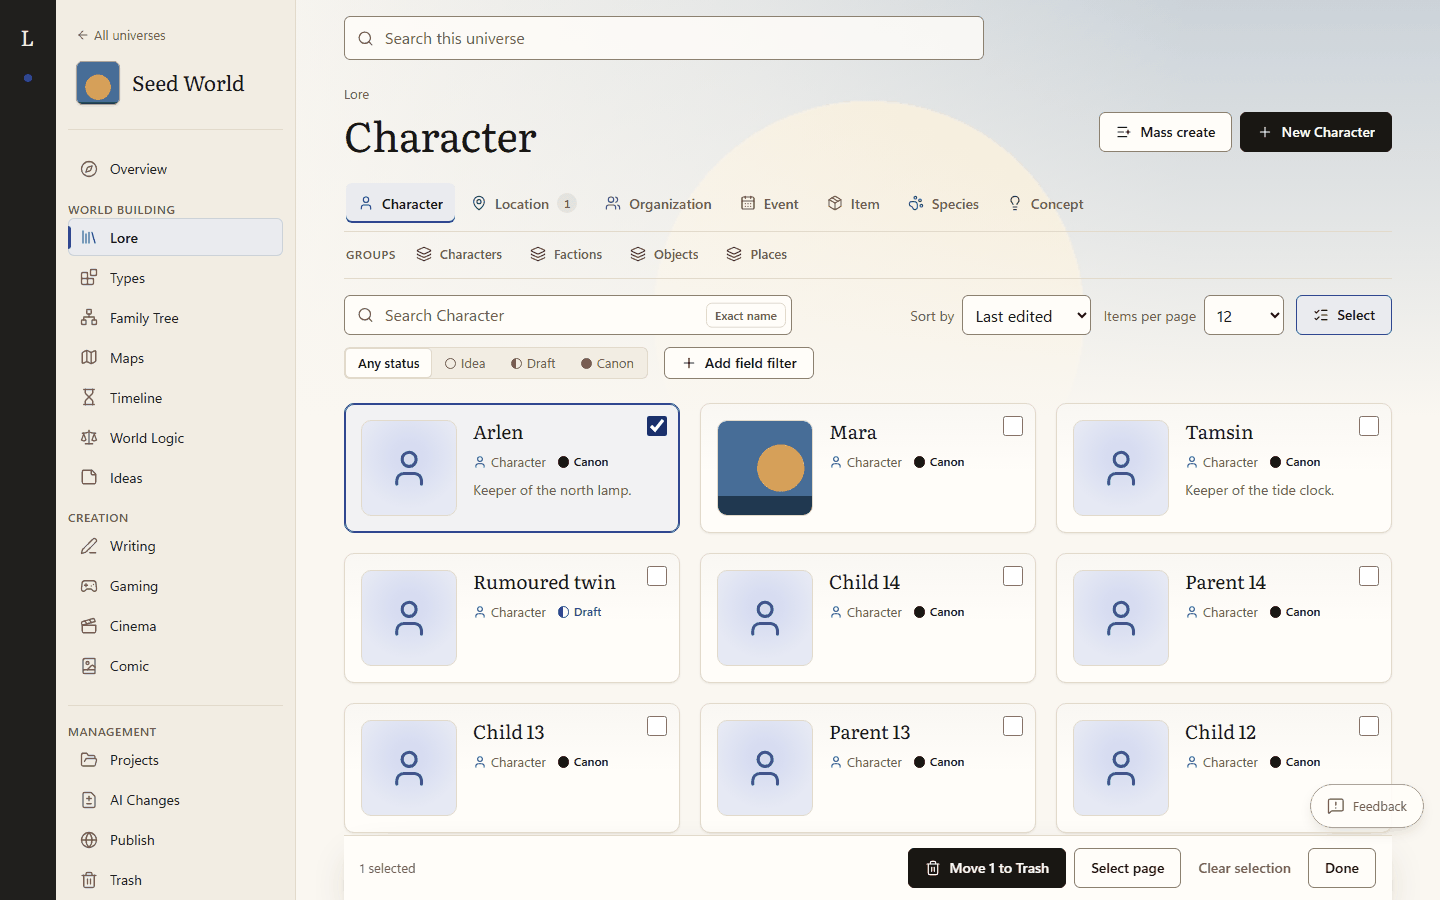 L
All universes
Seed World
Overview
WORLD BUILDING
Lore
Types
Family Tree
Maps
Timeline
World Logic
Ideas
CREATION
Writing
Gaming
Cinema
Comic
MANAGEMENT
Projects
AI Changes
Publish
Trash
Search this universe
Lore
Character
Mass create
New Character
Character Location 1 Organization Event Item Species Concept
GROUPS Characters Factions Objects Places
Search Character Exact name
Sort by Last edited Items per page 12 Select
Any status Idea Draft Canon Add field filter
Arlen
Character Canon
Keeper of the north lamp.
Mara
Character Canon
Tamsin
Character Canon
Keeper of the tide clock.
Rumoured twin
Character Draft
Child 14
Character Canon
Parent 14
Character Canon
Child 13
Character Canon
Parent 13
Character Canon
Child 12
Character Canon
Feedback
1 selected Move 1 to Trash Select page Clear selection Done